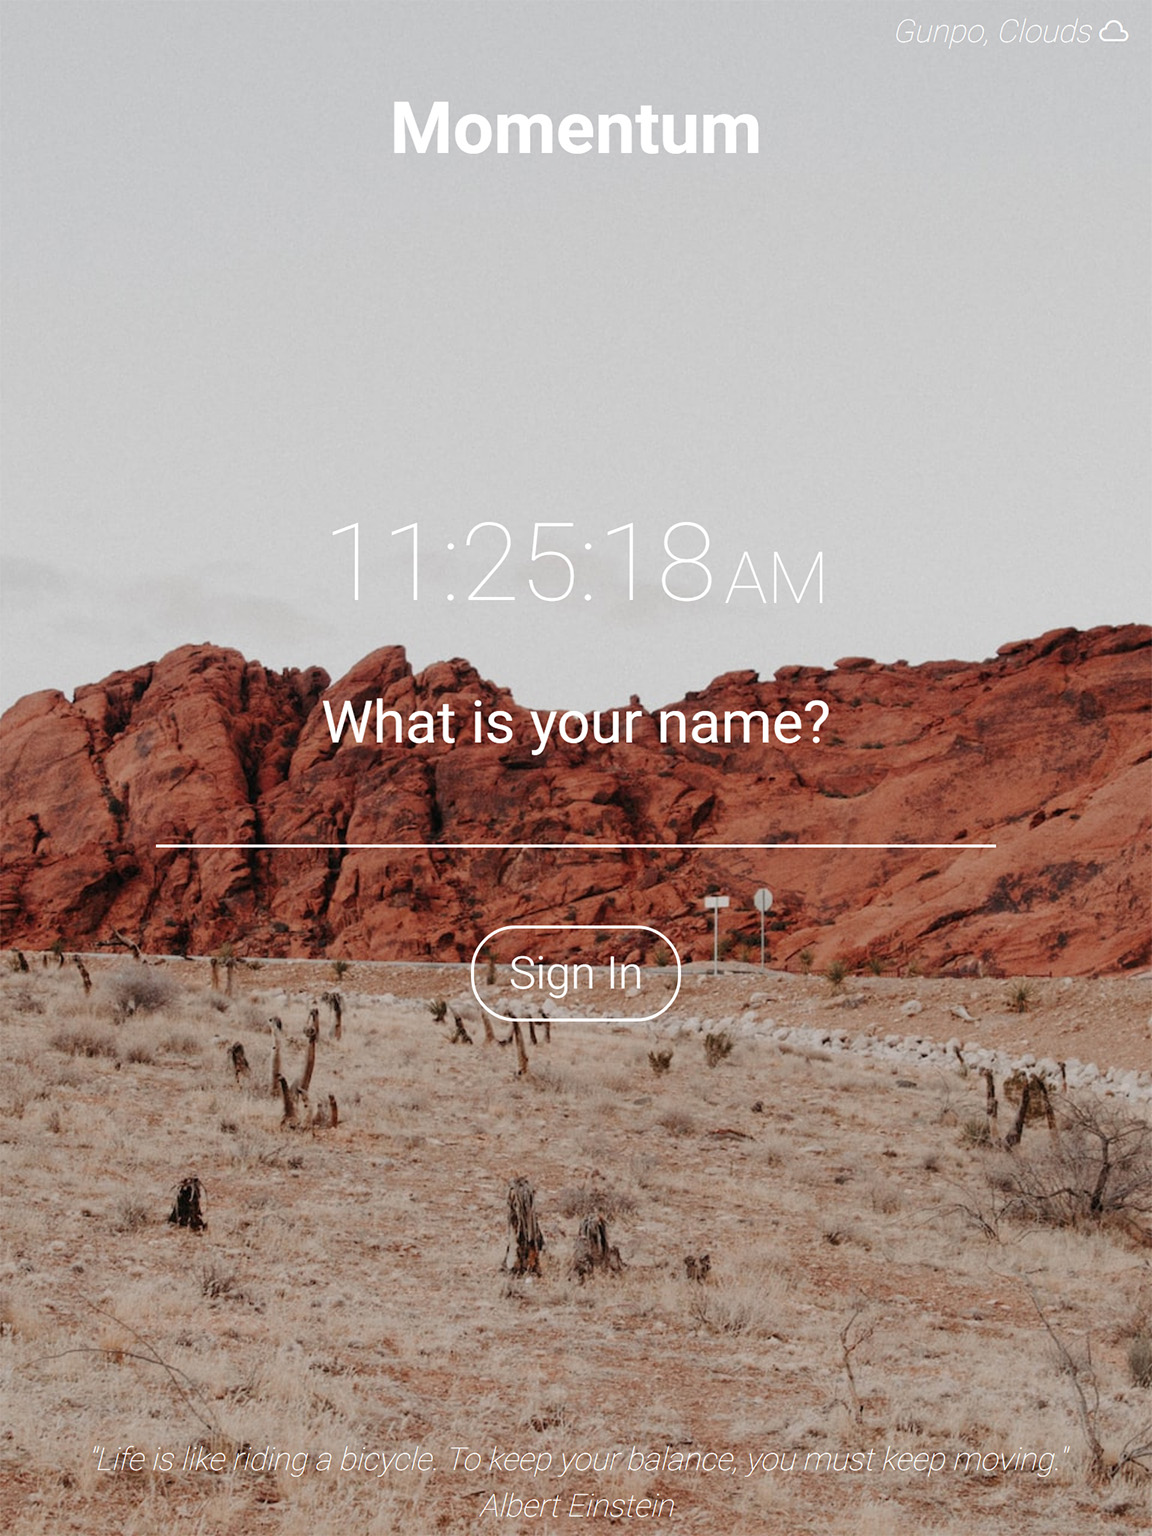 Gunpo, Clouds
Momentum
11:25:18AM
What is your name?
Sign In
"Life is like riding a bicycle. To keep your balance, you must keep moving."
Albert Einstein